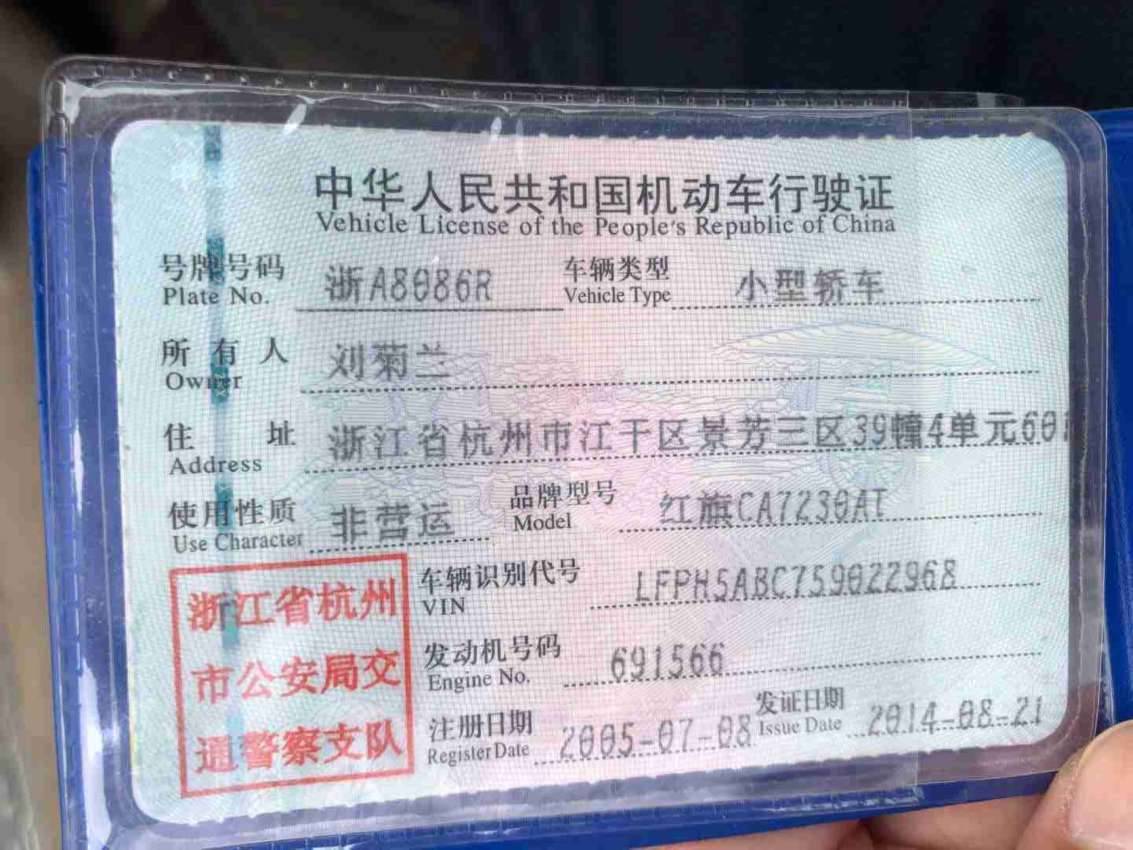 中华人民共和国机动车行驶证
Vehicle License of the People's Republic of China
号牌号码 浙A8086R 车辆类型 小型轿车
Plate No. Vehicle Type
所有人 刘菊兰
Owner
住址 浙江省杭州市江干区景芳三区39幢4单元601
Address
使用性质 非营运 品牌型号 红旗CA7230AT
Use Character Model
浙江省杭州
市公安局交
通警察支队
车辆识别代号 LFPH5ABC759022968
VIN
发动机号码 691566
Engine No.
注册日期 2005-07-08 发证日期 2014-08-21
Register Date Issue Date